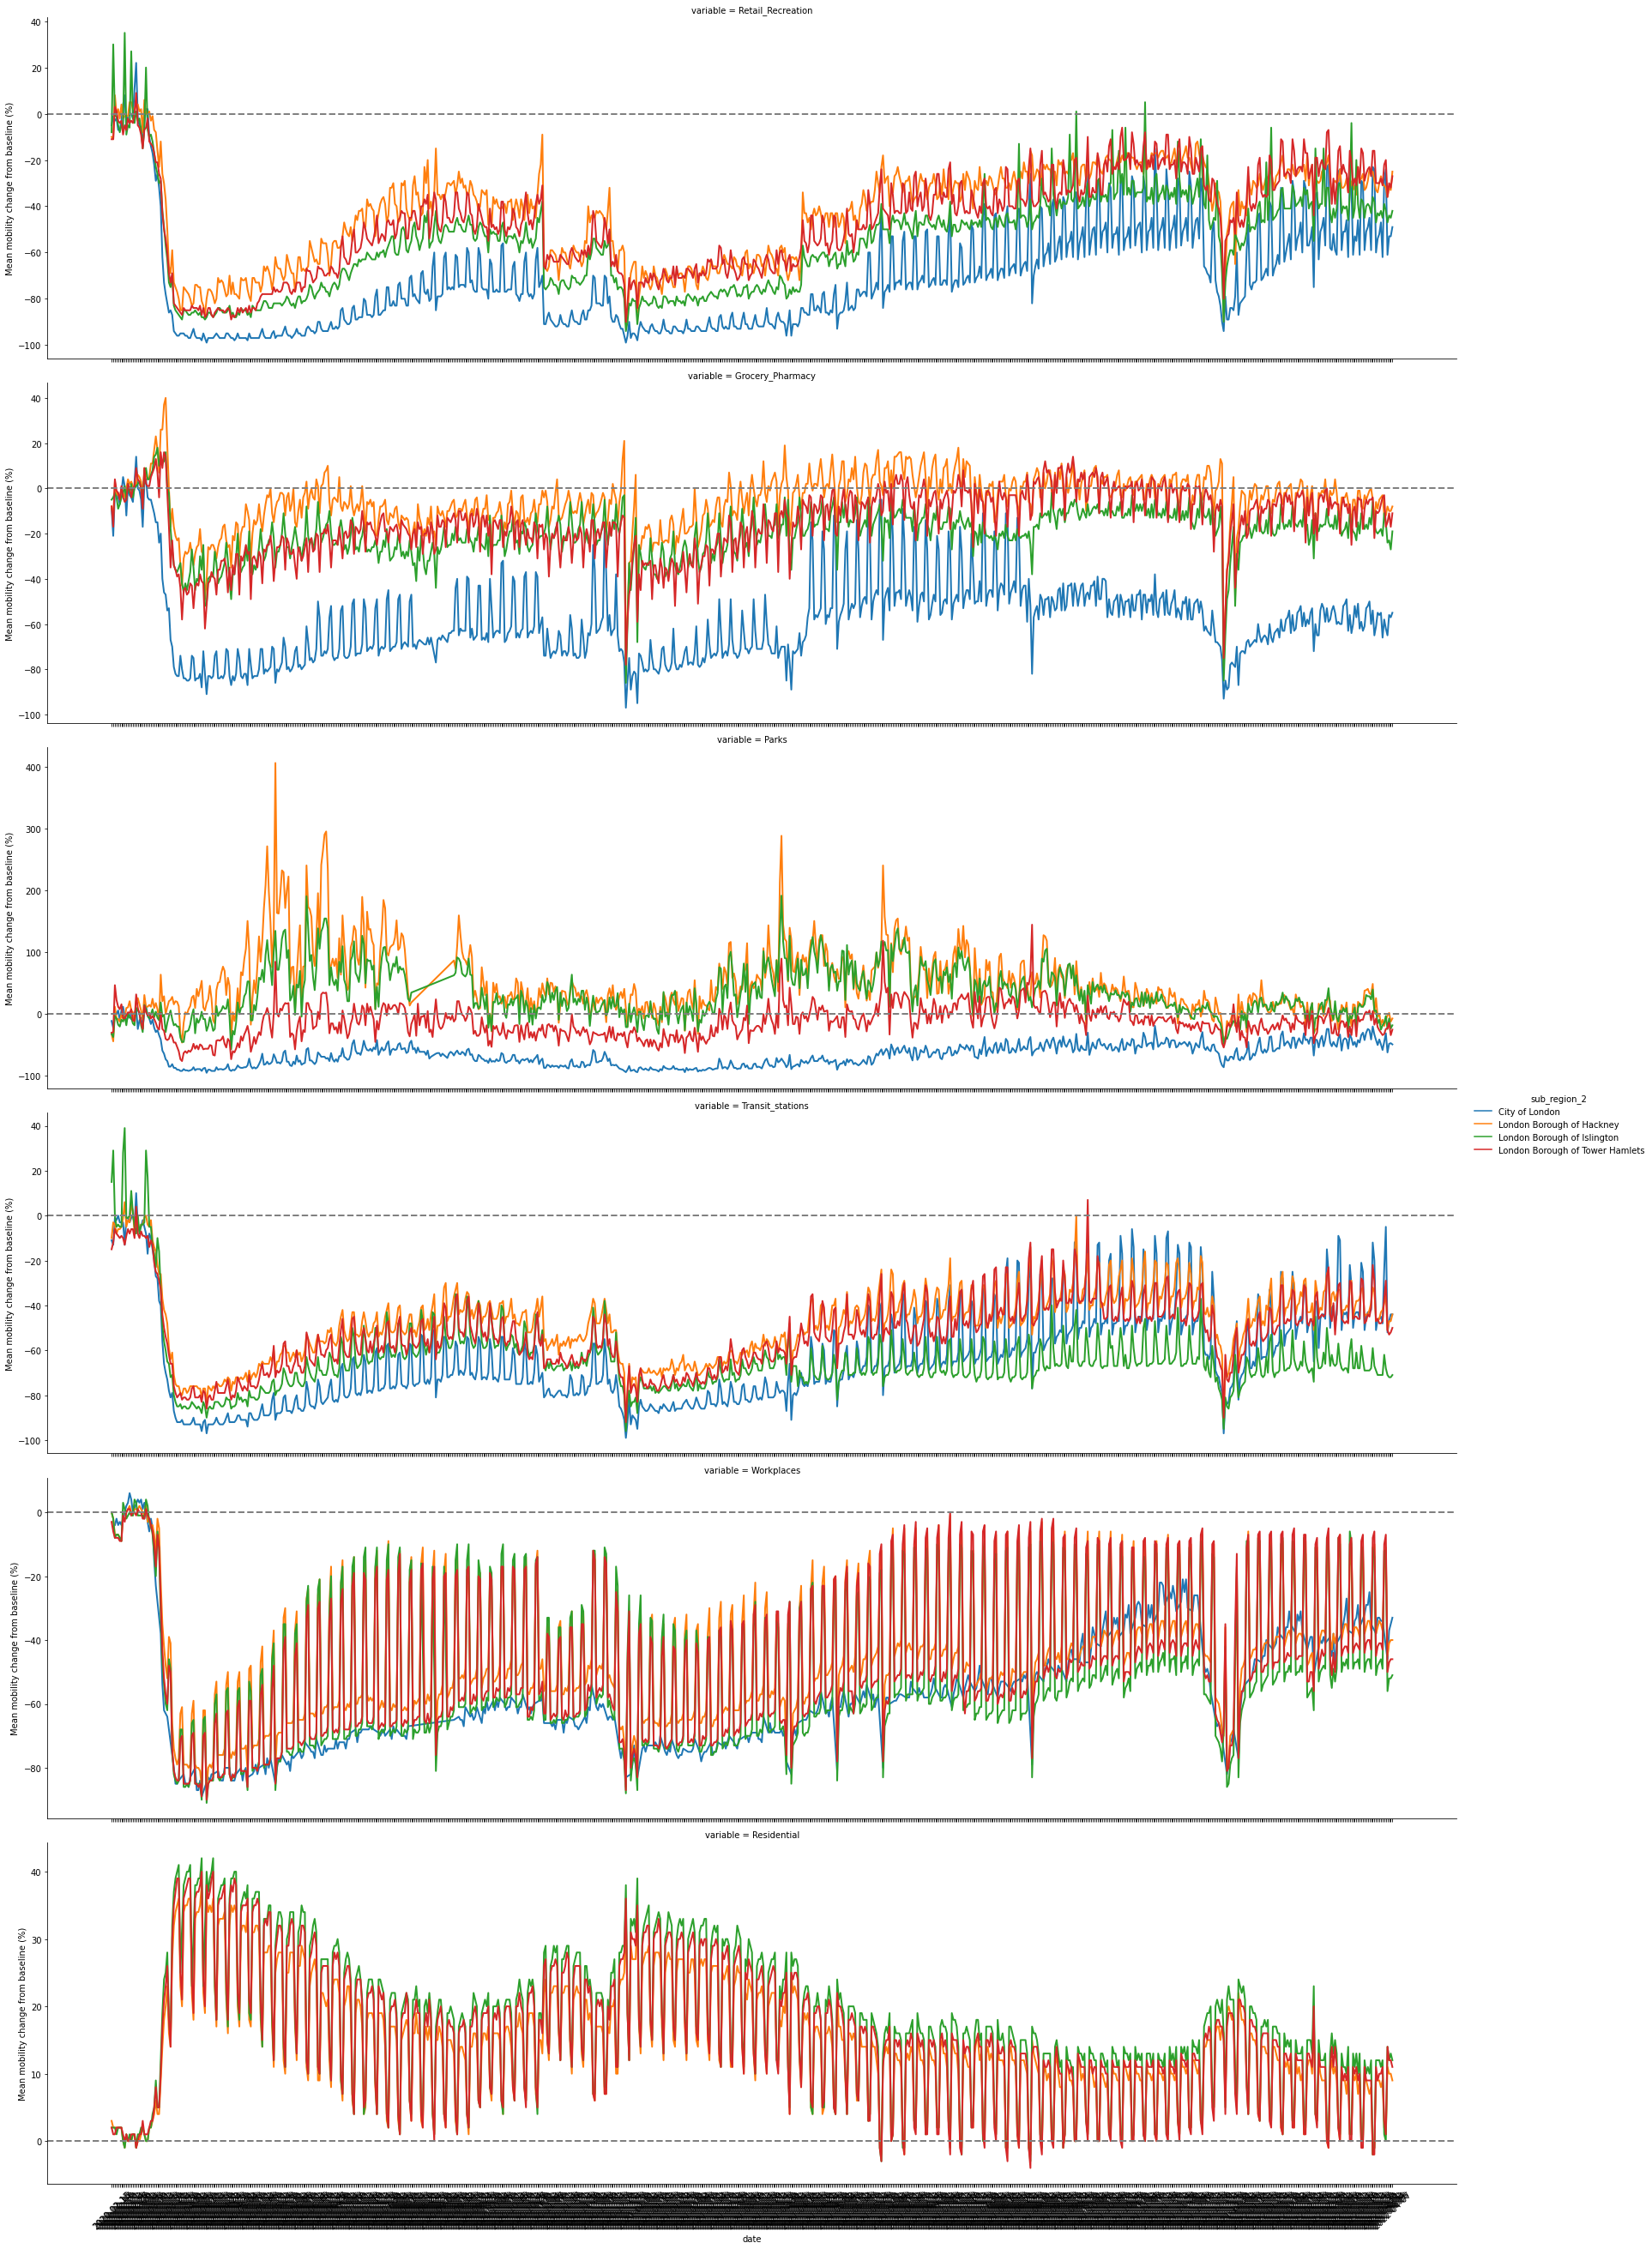 variable = Retail_Recreation
Mean mobility change from baseline (%)
40
20
0
−20
−40
−60
−80
−100
variable = Grocery_Pharmacy
Mean mobility change from baseline (%)
40
20
0
−20
−40
−60
−80
−100
variable = Parks
Mean mobility change from baseline (%)
400
300
200
100
0
−100
variable = Transit_stations
Mean mobility change from baseline (%)
40
20
0
−20
−40
−60
−80
−100
sub_region_2
City of London
London Borough of Hackney
London Borough of Islington
London Borough of Tower Hamlets
variable = Workplaces
Mean mobility change from baseline (%)
0
−20
−40
−60
−80
variable = Residential
Mean mobility change from baseline (%)
40
30
20
10
0
date